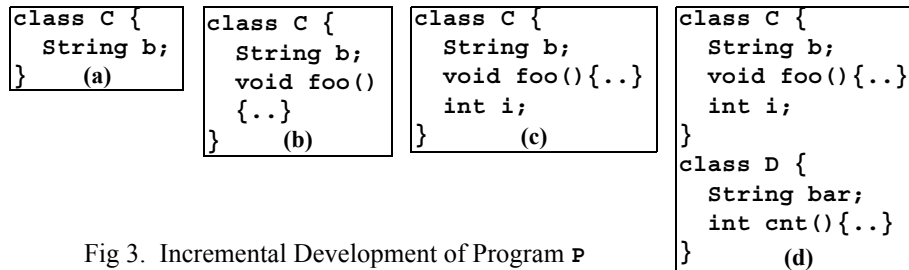 class C {
String b;
}
(a)
class C {
String b;
void foo()
{..}
}
(b)
class C {
String b;
void foo(){..}
int i;
}
(c)
class C {
String b;
void foo(){..}
int i;
}
class D {
String bar;
int cnt(){..}
}
(d)
Fig 3. Incremental Development of Program P